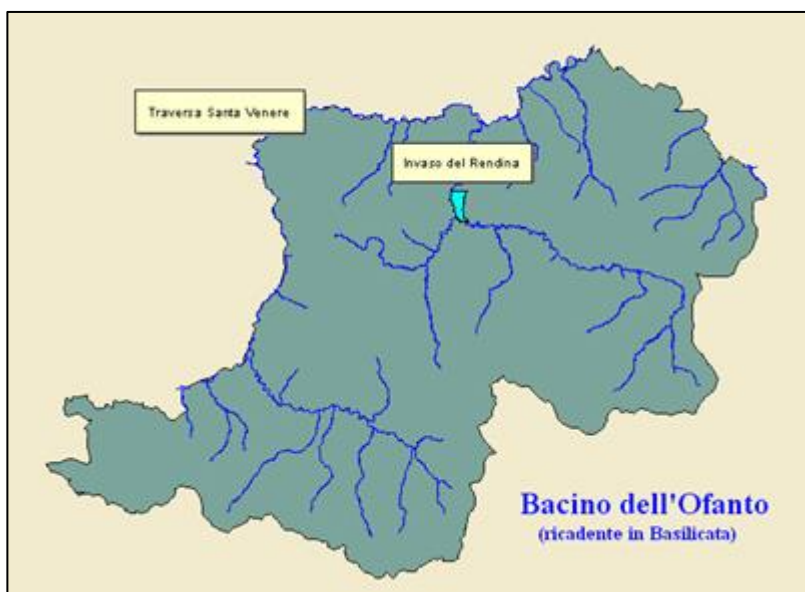 Traversa Santa Venere
Invaso del Rendina
Bacino dell'Ofanto
(ricadente in Basilicata)